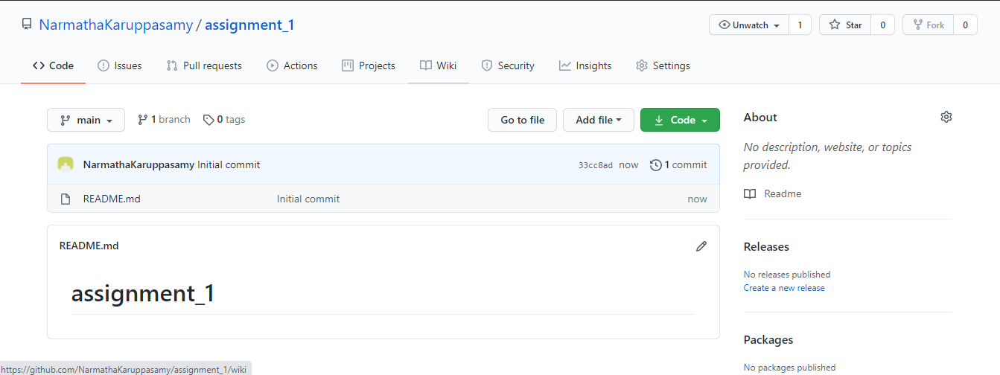 NarmathaKaruppasamy / assignment_1
Unwatch 1 Star 0 Fork 0
Code Issues Pull requests Actions Projects Wiki Security Insights Settings
main 1 branch 0 tags Go to file Add file Code
NarmathaKaruppasamy Initial commit 33cc8ad now 1 commit
README.md Initial commit now
README.md
assignment_1
About
No description, website, or topics
provided.
Readme
Releases
No releases published
Create a new release
Packages
No packages published
https://github.com/NarmathaKaruppasamy/assignment_1/wiki